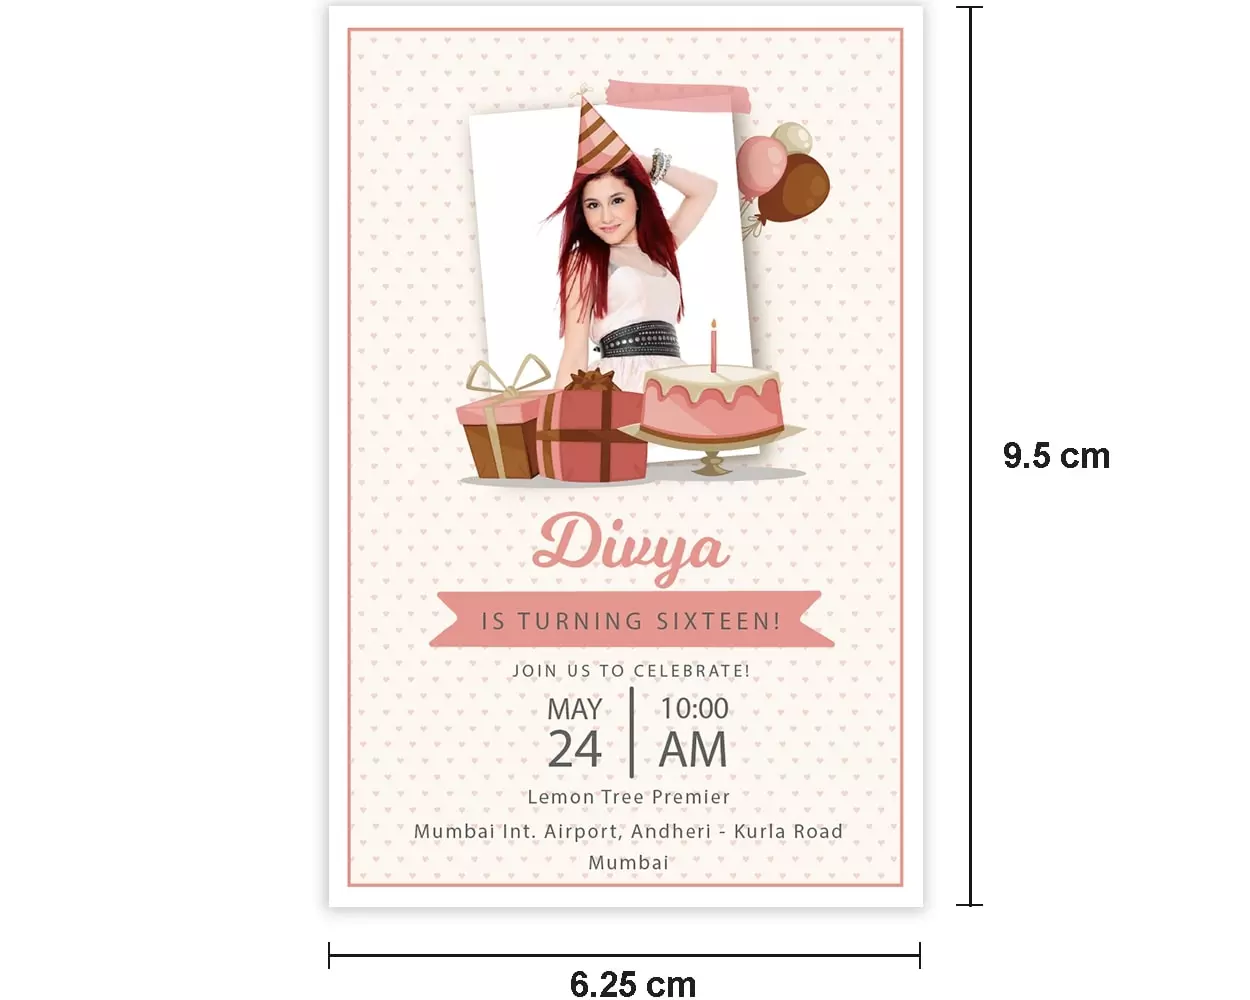 Divya
IS TURNING SIXTEEN!
JOIN US TO CELEBRATE!
MAY 10:00
24 AM
Lemon Tree Premier
Mumbai Int. Airport, Andheri - Kurla Road
Mumbai
9.5 cm
6.25 cm